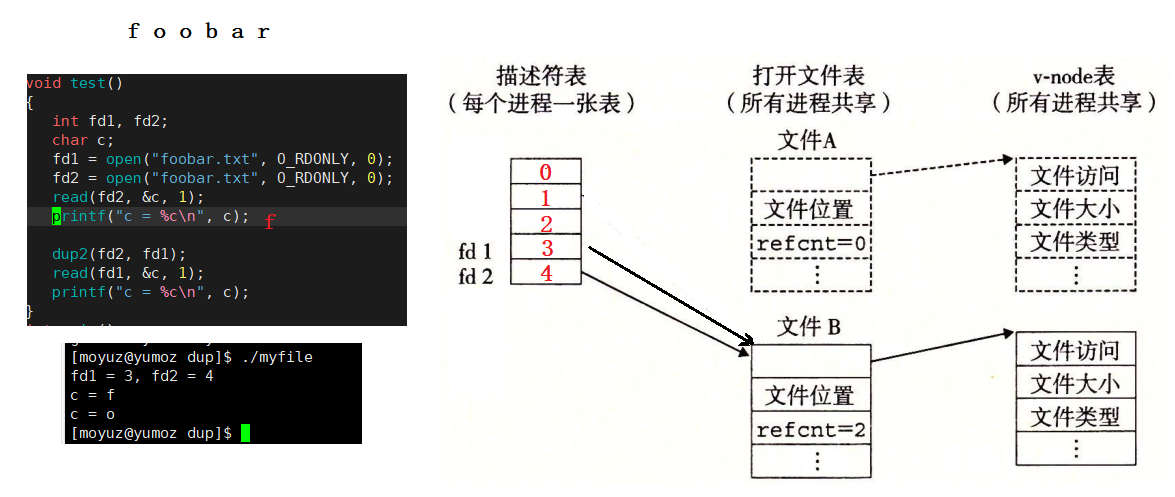 f o o b a r
void test()
{
int fd1, fd2;
char c;
fd1 = open("foobar.txt", O_RDONLY, 0);
fd2 = open("foobar.txt", O_RDONLY, 0);
read(fd2, &c, 1);
printf("c = %c\n", c); f
dup2(fd2, fd1);
read(fd1, &c, 1);
printf("c = %c\n", c);
}
[moyuz@yumoz dup]$ ./myfile
fd1 = 3, fd2 = 4
c = f
c = o
[moyuz@yumoz dup]$
描述符表
（每个进程一张表）
0
1
2
fd 1 3
fd 2 4
打开文件表
（所有进程共享）
文件A
文件位置
refcnt=0
⋮
文件 B
文件位置
refcnt=2
⋮
v-node表
（所有进程共享）
文件访问
文件大小
文件类型
⋮
文件访问
文件大小
文件类型
⋮